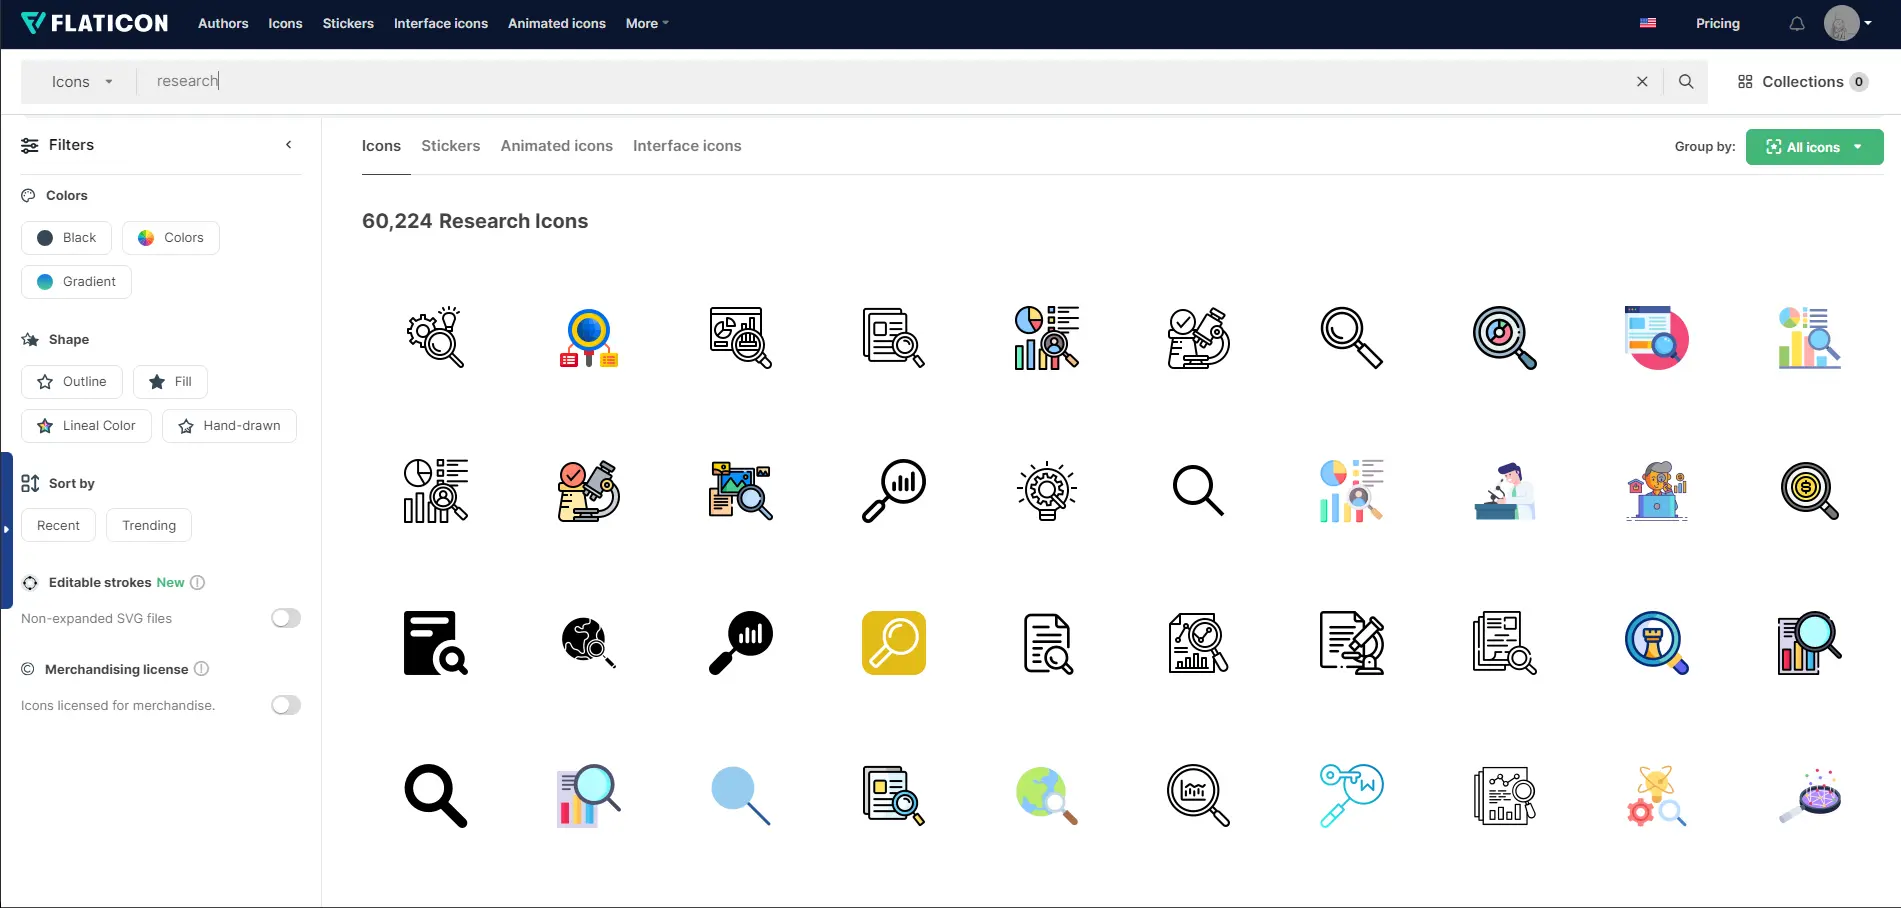 FLATICON Authors Icons Stickers Interface icons Animated icons More Pricing
Icons research Collections 0
Filters
Icons Stickers Animated icons Interface icons Group by: All icons
Colors
Black Colors
Gradient
60,224 Research Icons
Shape
Outline Fill
Lineal Color Hand-drawn
Sort by
Recent Trending
Editable strokes New
Non-expanded SVG files
Merchandising license
Icons licensed for merchandise.